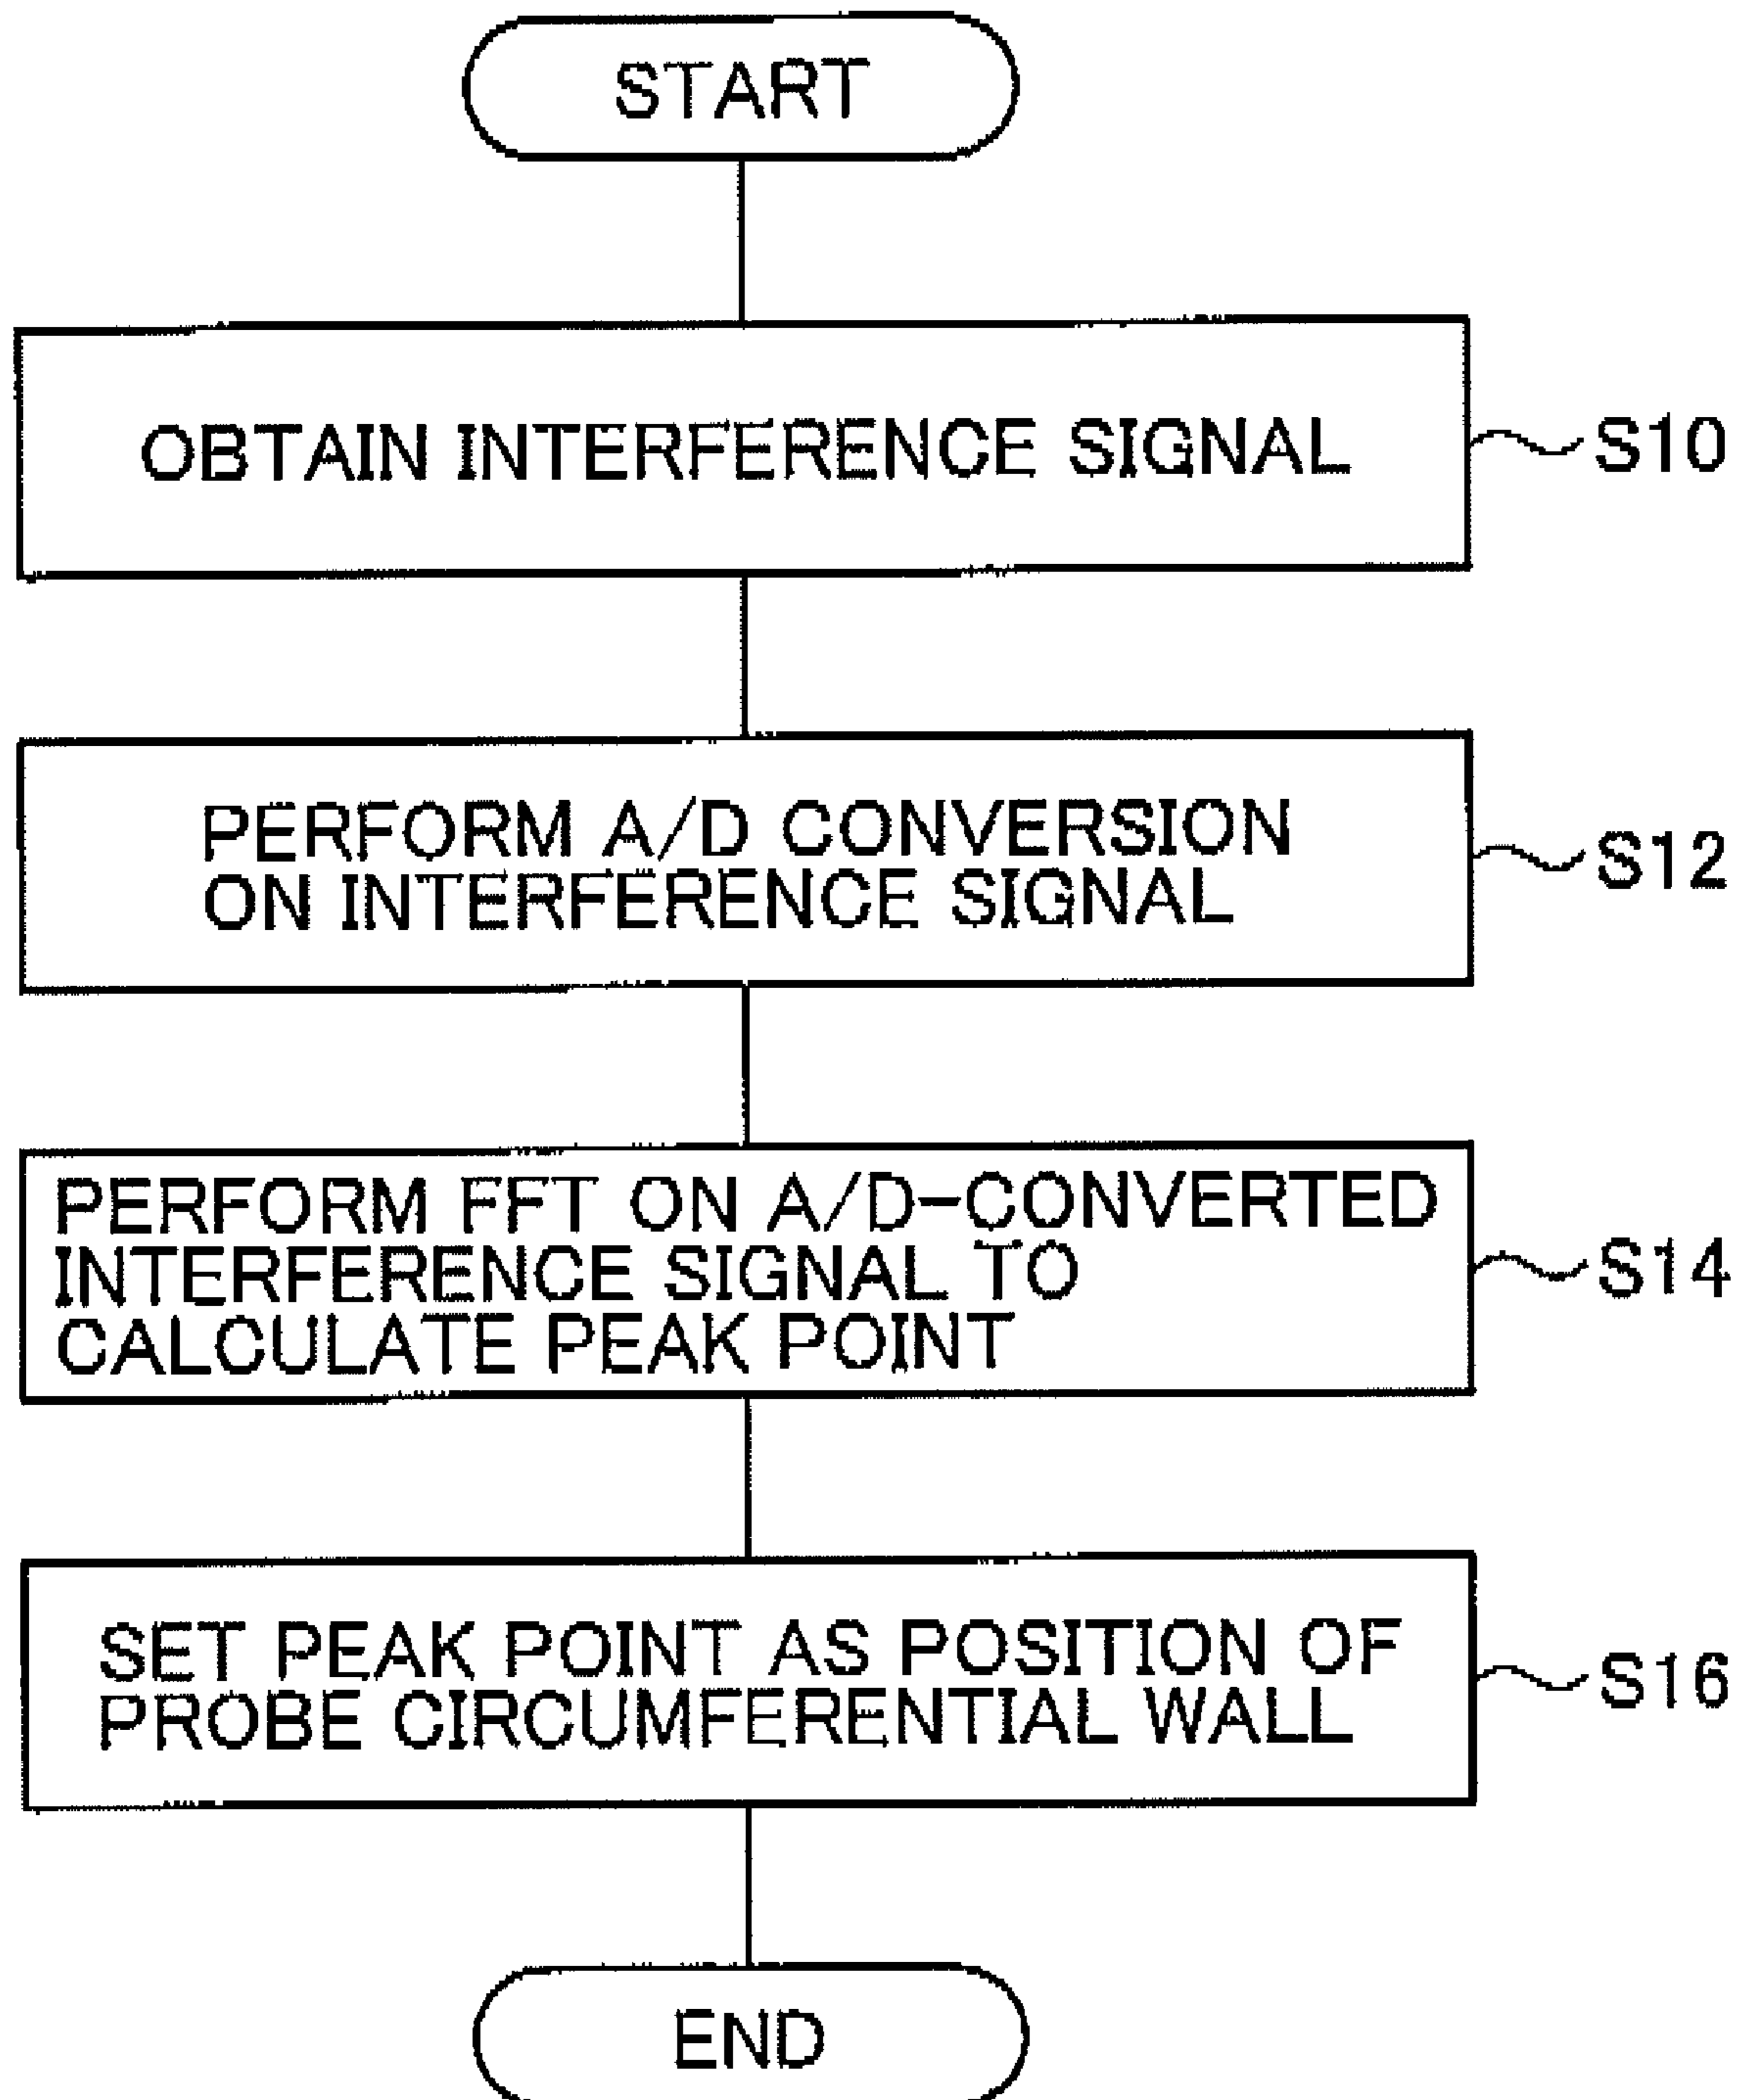 START
OBTAIN INTERFERENCE SIGNAL
S10
PERFORM A/D CONVERSION
ON INTERFERENCE SIGNAL
S12
PERFORM FFT ON A/D-CONVERTED
INTERFERENCE SIGNAL TO
CALCULATE PEAK POINT
S14
SET PEAK POINT AS POSITION OF
PROBE CIRCUMFERENTIAL WALL
S16
END